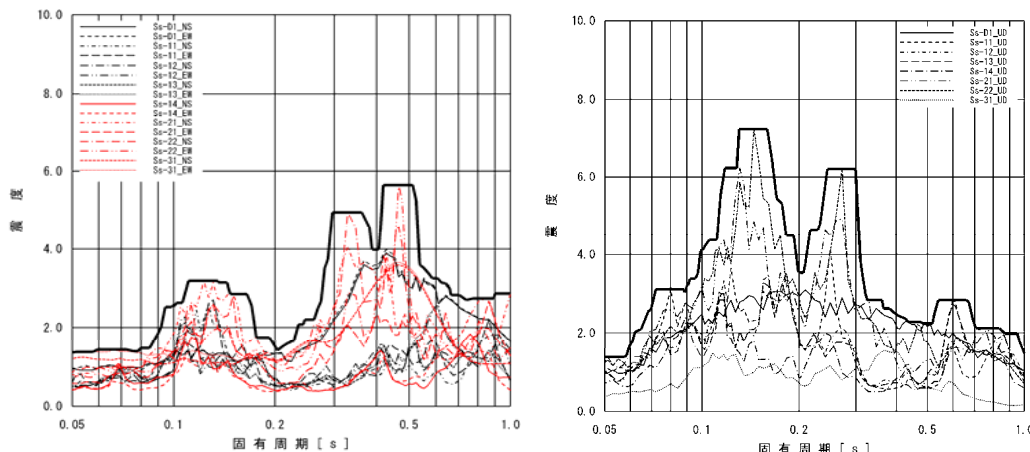 10.0
8.0
6.0
4.0
2.0
0.0
震 度
Ss-D1_NS
Ss-D1_EW
Ss-11_NS
Ss-11_EW
Ss-12_NS
Ss-12_EW
Ss-13_NS
Ss-13_EW
Ss-14_NS
Ss-14_EW
Ss-21_NS
Ss-21_EW
Ss-22_NS
Ss-22_EW
Ss-31_NS
Ss-31_EW
0.05 0.1 0.2 0.5 1.0
固 有 周 期 [ s ]
10.0
8.0
6.0
4.0
2.0
0.0
震 度
Ss-D1_UD
Ss-11_UD
Ss-12_UD
Ss-13_UD
Ss-14_UD
Ss-21_UD
Ss-22_UD
Ss-31_UD
0.05 0.1 0.2 0.5 1.0
固 有 周 期 [ s ]